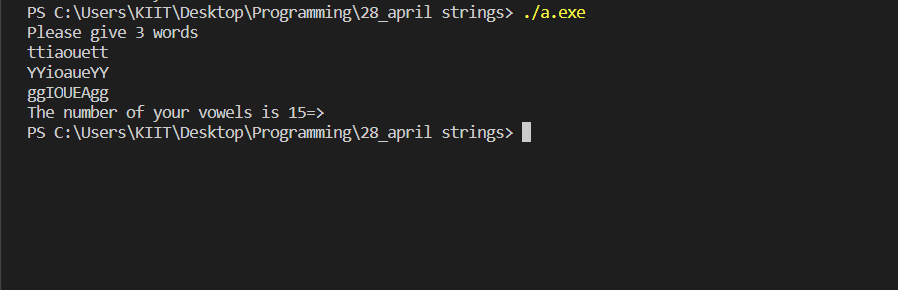 PS C:\Users\KIIT\Desktop\Programming\28_april strings> ./a.exe
Please give 3 words
ttiaouett
YYioaueYY
ggIOUEAgg
The number of your vowels is 15=>
PS C:\Users\KIIT\Desktop\Programming\28_april strings>